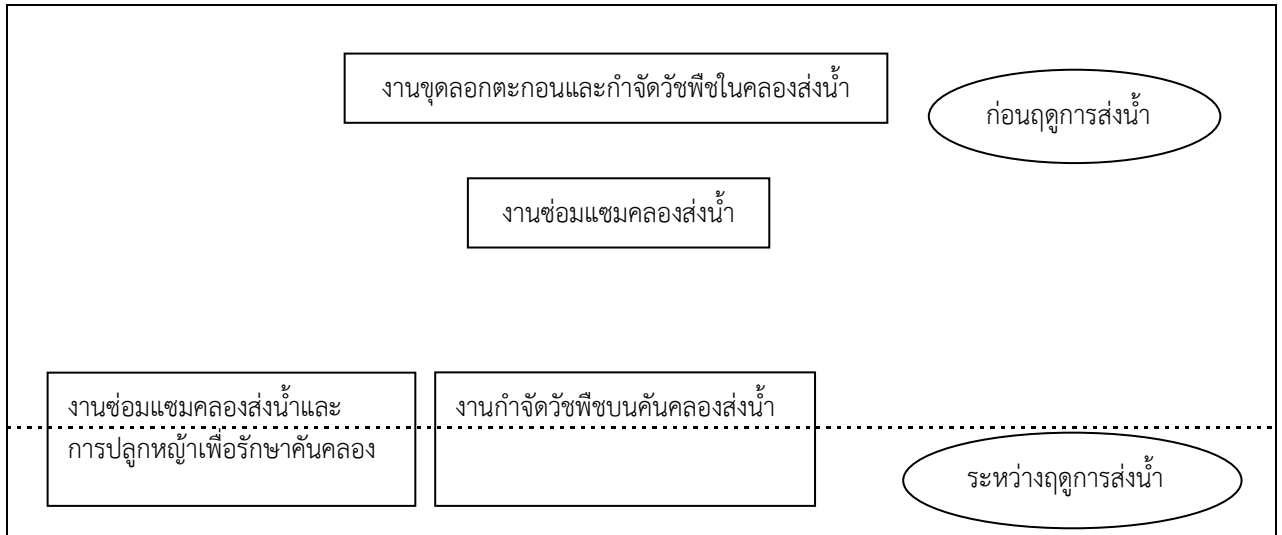 งานขุดลอกตะกอนและกำจัดวัชพืชในคลองส่งน้ำ
ก่อนฤดูการส่งน้ำ
งานซ่อมแซมคลองส่งน้ำ
งานซ่อมแซมคลองส่งน้ำและ
การปลูกหญ้าเพื่อรักษาคันคลอง
งานกำจัดวัชพืชบนคันคลองส่งน้ำ
ระหว่างฤดูการส่งน้ำ